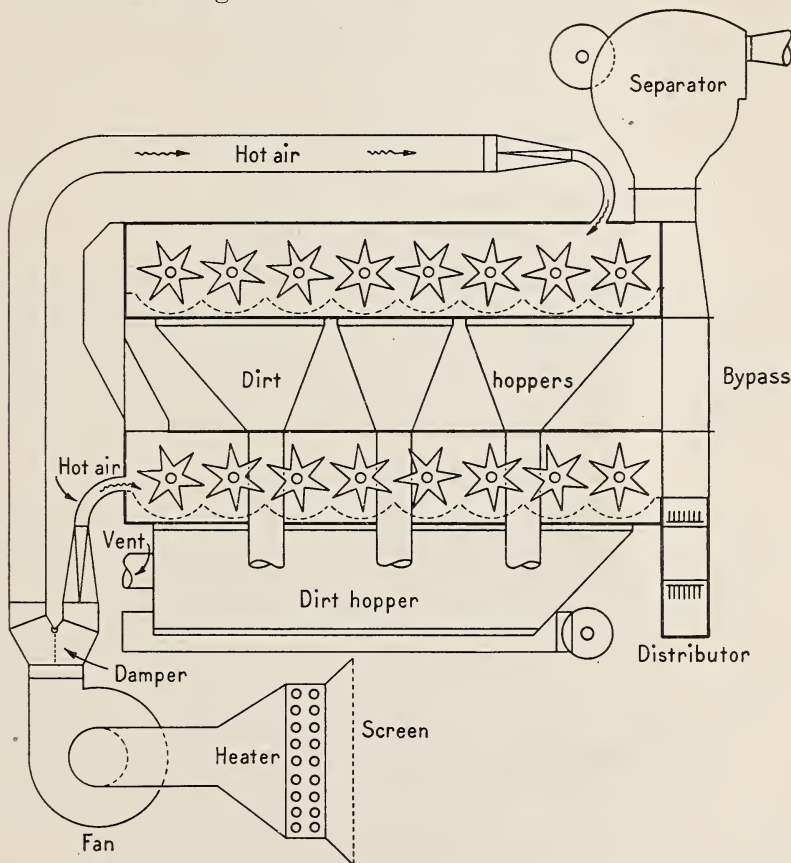 Separator
Hot air
Dirt
hoppers
Bypass
Hot air
Vent
Dirt hopper
Distributor
Damper
Screen
Heater
Fan